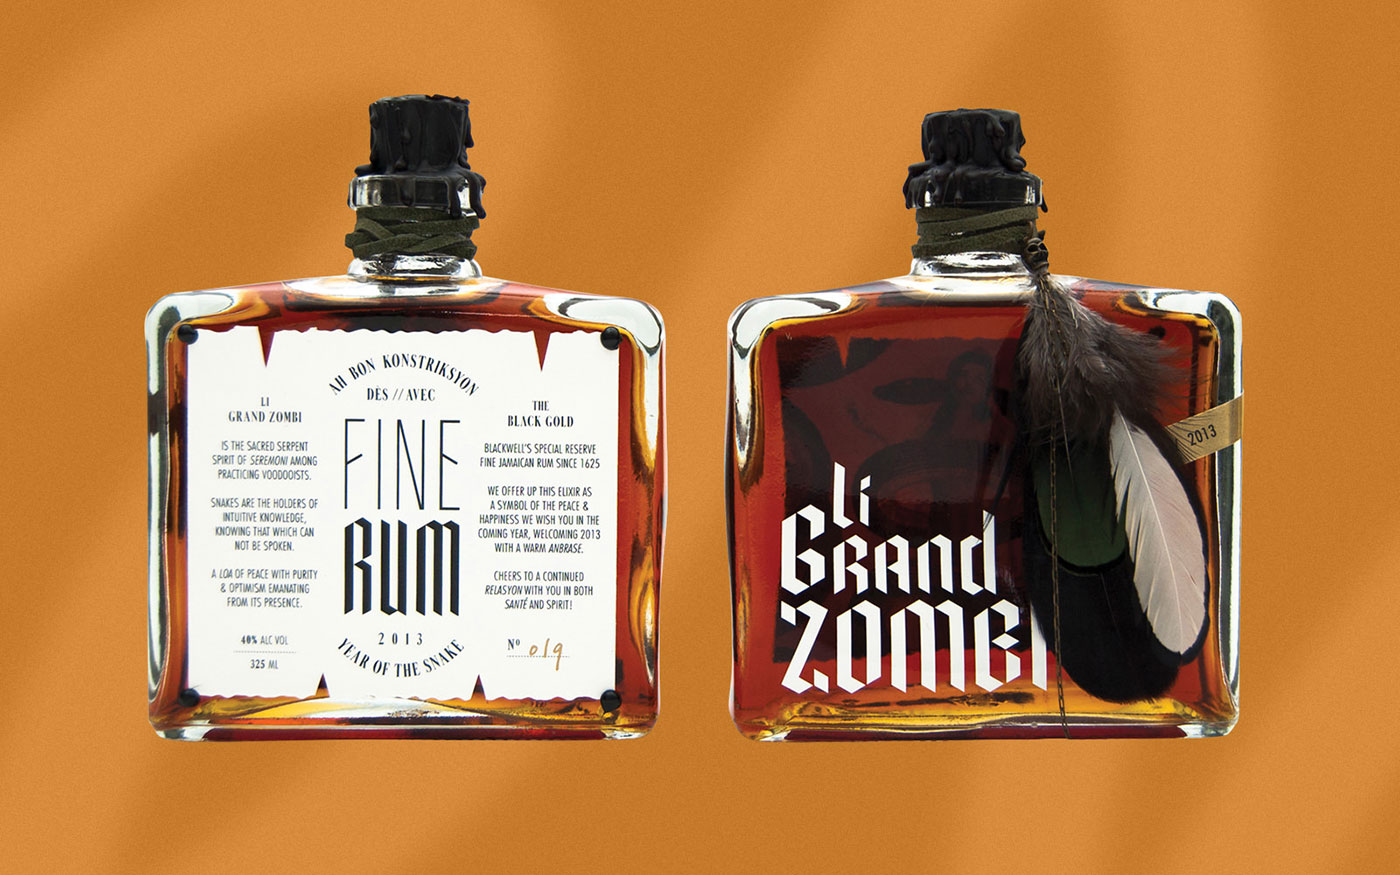 LI
GRAND ZOMBI
IS THE SACRED SERPENT
SPIRIT OF SEREMONI AMONG
PRACTICING VOODOOISTS.
SNAKES ARE THE HOLDERS OF
INTUITIVE KNOWLEDGE,
KNOWING THAT WHICH CAN
NOT BE SPOKEN.
A LOA OF PEACE WITH PURITY
& OPTIMISM EMANATING
FROM ITS PRESENCE.
40% ALC VOL
325 ML
AH BON KONSTRIKSYON
DÈS // AVEC
FINE
RUM
2013
YEAR OF THE SNAKE
THE
BLACK GOLD
BLACKWELL'S SPECIAL RESERVE
FINE JAMAICAN RUM SINCE 1625
WE OFFER UP THIS ELIXIR AS
A SYMBOL OF THE PEACE &
HAPPINESS WE WISH YOU IN THE
COMING YEAR, WELCOMING 2013
WITH A WARM ANBRASE.
CHEERS TO A CONTINUED
RELASYON WITH YOU IN BOTH
SANTÉ AND SPIRIT!
Nº 019
li
GRAND
ZOMBI
2013